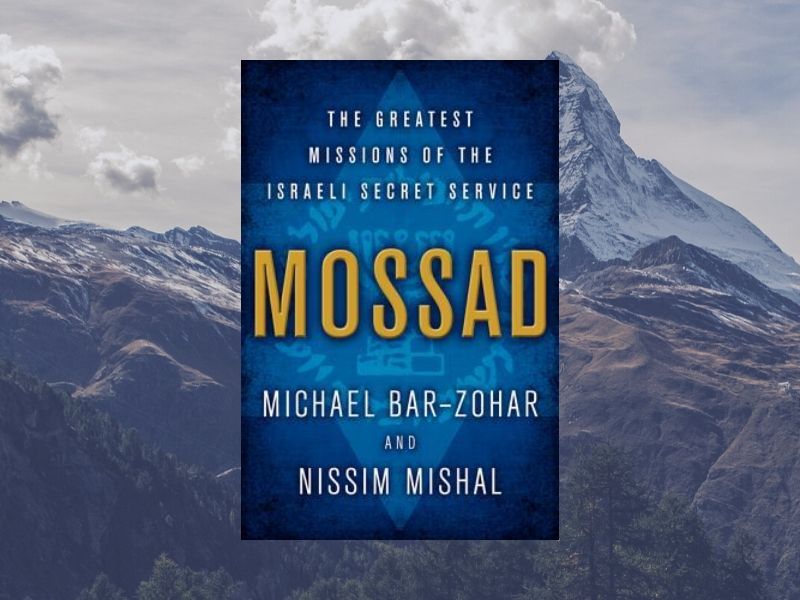 THE GREATEST
MISSIONS OF THE
ISRAELI SECRET SERVICE
MOSSAD
MICHAEL BAR-ZOHAR
AND
NISSIM MISHAL